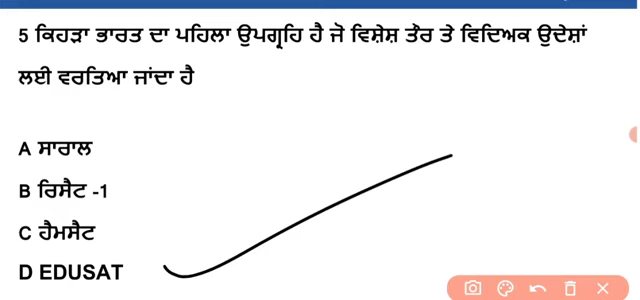 5 ਕਿਹੜਾ ਭਾਰਤ ਦਾ ਪਹਿਲਾ ਉਪਗ੍ਰਹਿ ਹੈ ਜੋ ਵਿਸ਼ੇਸ਼ ਤੌਰ ਤੇ ਵਿਦਿਅਕ ਉਦੇਸ਼ਾਂ
ਲਈ ਵਰਤਿਆ ਜਾਂਦਾ ਹੈ
A ਸਾਰਾਲ
B ਰਿਸੈਟ -1
C ਹੈਮਸੈਟ
D EDUSAT